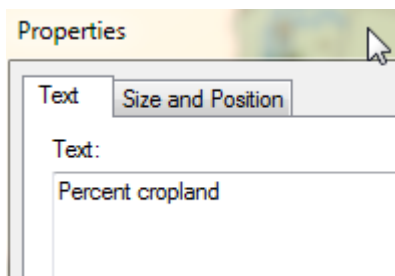 Properties
Text Size and Position
Text:
Percent cropland